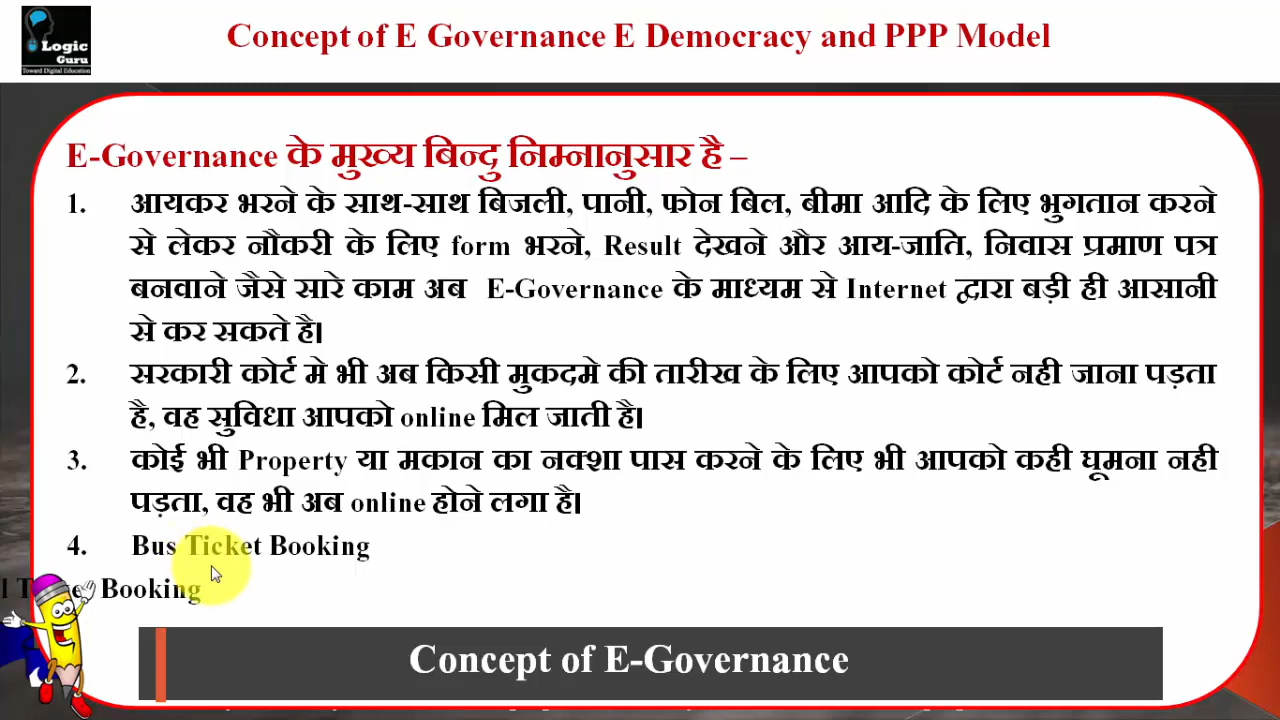 Logic
Guru
Toward Digital Education
Concept of E Governance E Democracy and PPP Model
E-Governance के मुख्य बिन्दु निम्नानुसार है –
1. आयकर भरने के साथ-साथ बिजली, पानी, फोन बिल, बीमा आदि के लिए भुगतान करने
से लेकर नौकरी के लिए form भरने, Result देखने और आय-जाति, निवास प्रमाण पत्र
बनवाने जैसे सारे काम अब E-Governance के माध्यम से Internet द्वारा बड़ी ही आसानी
से कर सकते है।
2. सरकारी कोर्ट मे भी अब किसी मुकदमे की तारीख के लिए आपको कोर्ट नही जाना पड़ता
है, वह सुविधा आपको online मिल जाती है।
3. कोई भी Property या मकान का नक्शा पास करने के लिए भी आपको कही घूमना नही
पड़ता, वह भी अब online होने लगा है।
4. Bus Ticket Booking
Booking
Concept of E-Governance